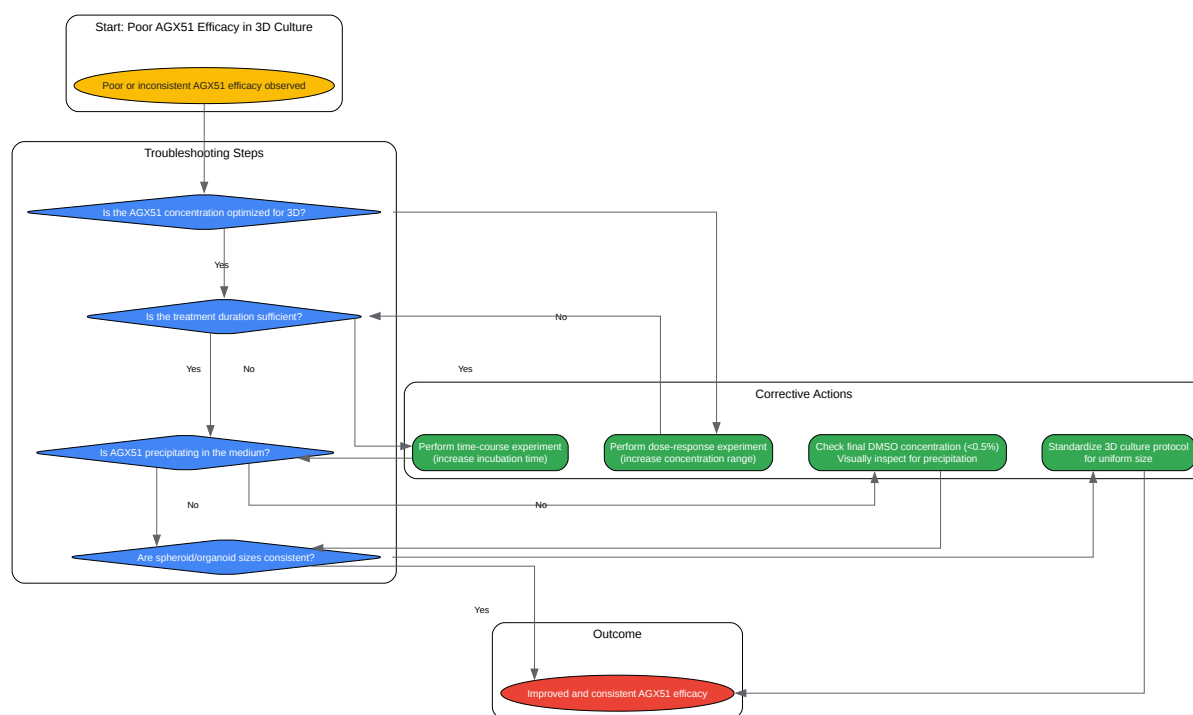 Start: Poor AGX51 Efficacy in 3D Culture
Poor or inconsistent AGX51 efficacy observed
Troubleshooting Steps
Is the AGX51 concentration optimized for 3D?
Yes
Is the treatment duration sufficient?
No
Yes
No
Yes
Corrective Actions
Is AGX51 precipitating in the medium?
Perform time-course experiment
(increase incubation time)
Perform dose-response experiment
(increase concentration range)
Check final DMSO concentration (<0.5%)
Visually inspect for precipitation
Standardize 3D culture protocol
for uniform size
No
No
Are spheroid/organoid sizes consistent?
Yes
Outcome
Improved and consistent AGX51 efficacy